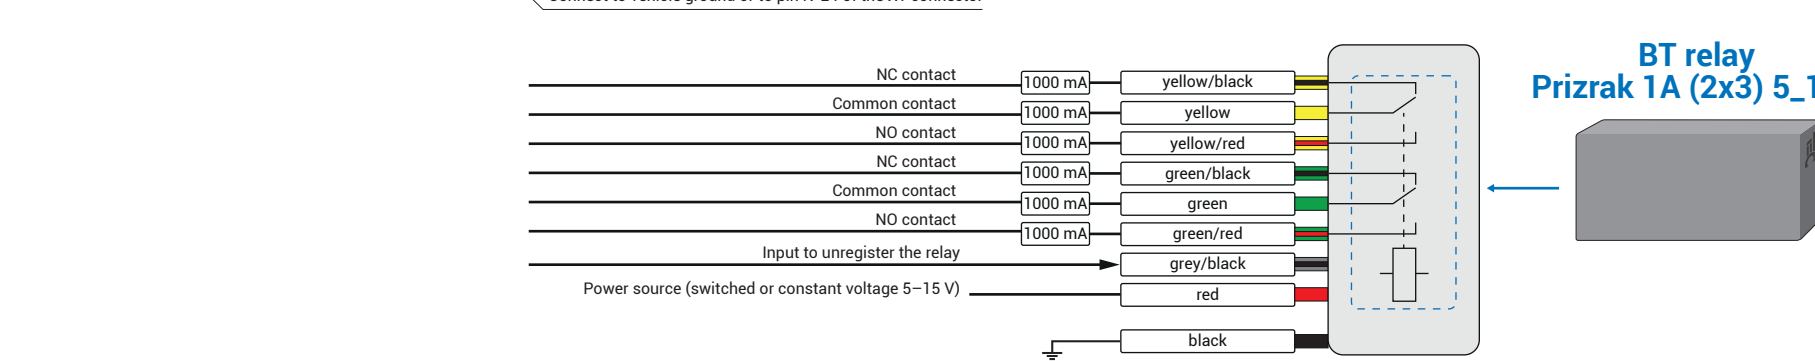 NC contact 1000 mA yellow/black
Common contact 1000 mA yellow
NO contact 1000 mA yellow/red
NC contact 1000 mA green/black
Common contact 1000 mA green
NO contact 1000 mA green/red
Input to unregister the relay grey/black
Power source (switched or constant voltage 5–15 V) red
black
BT relay
Prizrak 1A (2x3) 5_1